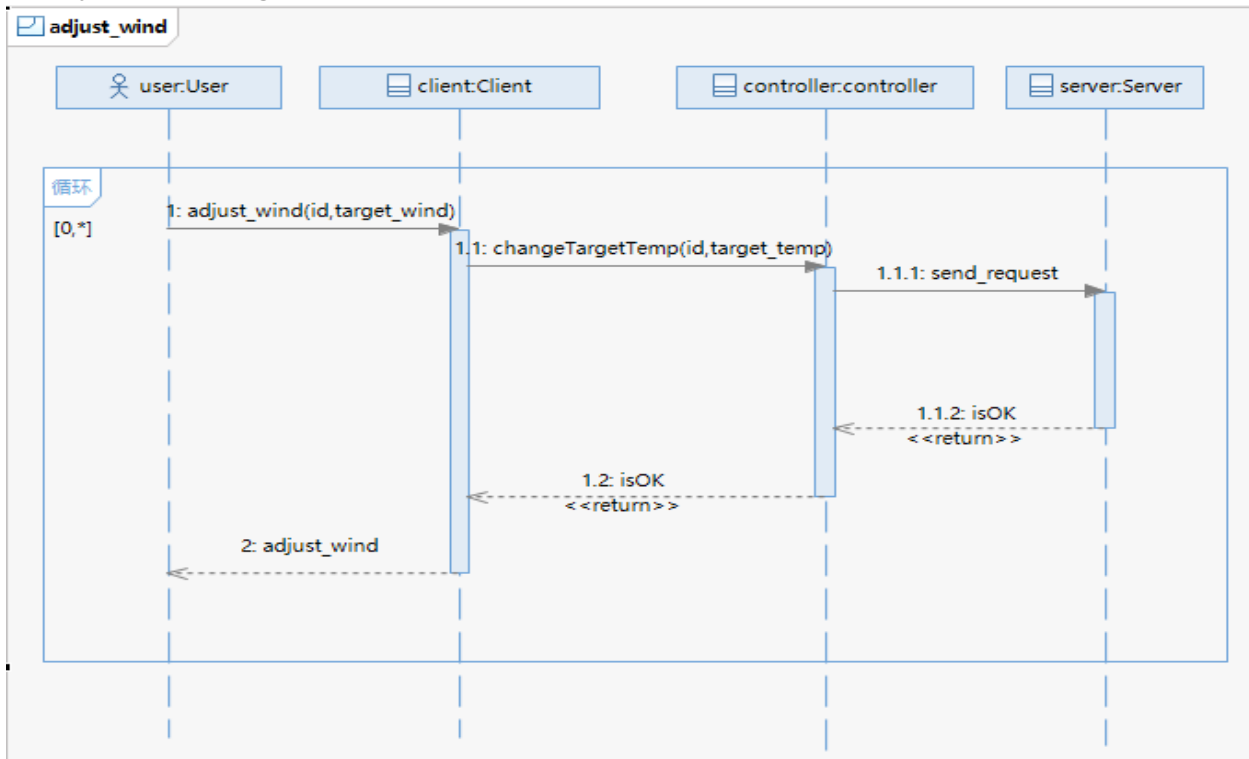 adjust_wind
user:User
client:Client
controller:controller
server:Server
循环
[0,*]
1: adjust_wind(id,target_wind)
1.1: changeTargetTemp(id,target_temp)
1.1.1: send_request
1.1.2: isOK
<<return>>
1.2: isOK
<<return>>
2: adjust_wind